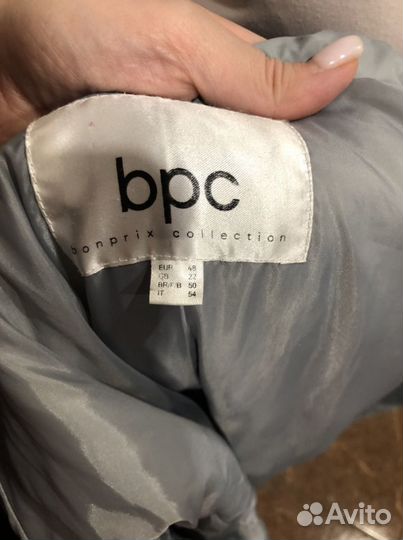 bpc
bonprix collection
EUR 48
GB 22
BR/F/B 50
IT 54
Avito